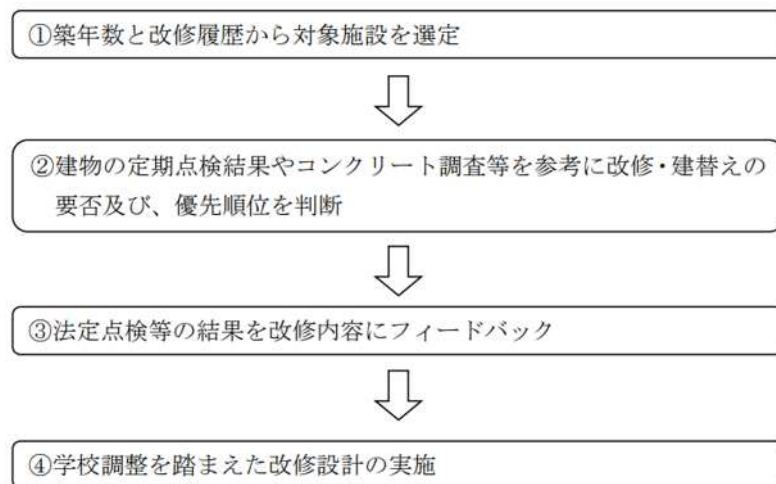 ①築年数と改修履歴から対象施設を選定
②建物の定期点検結果やコンクリート調査等を参考に改修・建替えの
要否及び、優先順位を判断
③法定点検等の結果を改修内容にフィードバック
④学校調整を踏まえた改修設計の実施